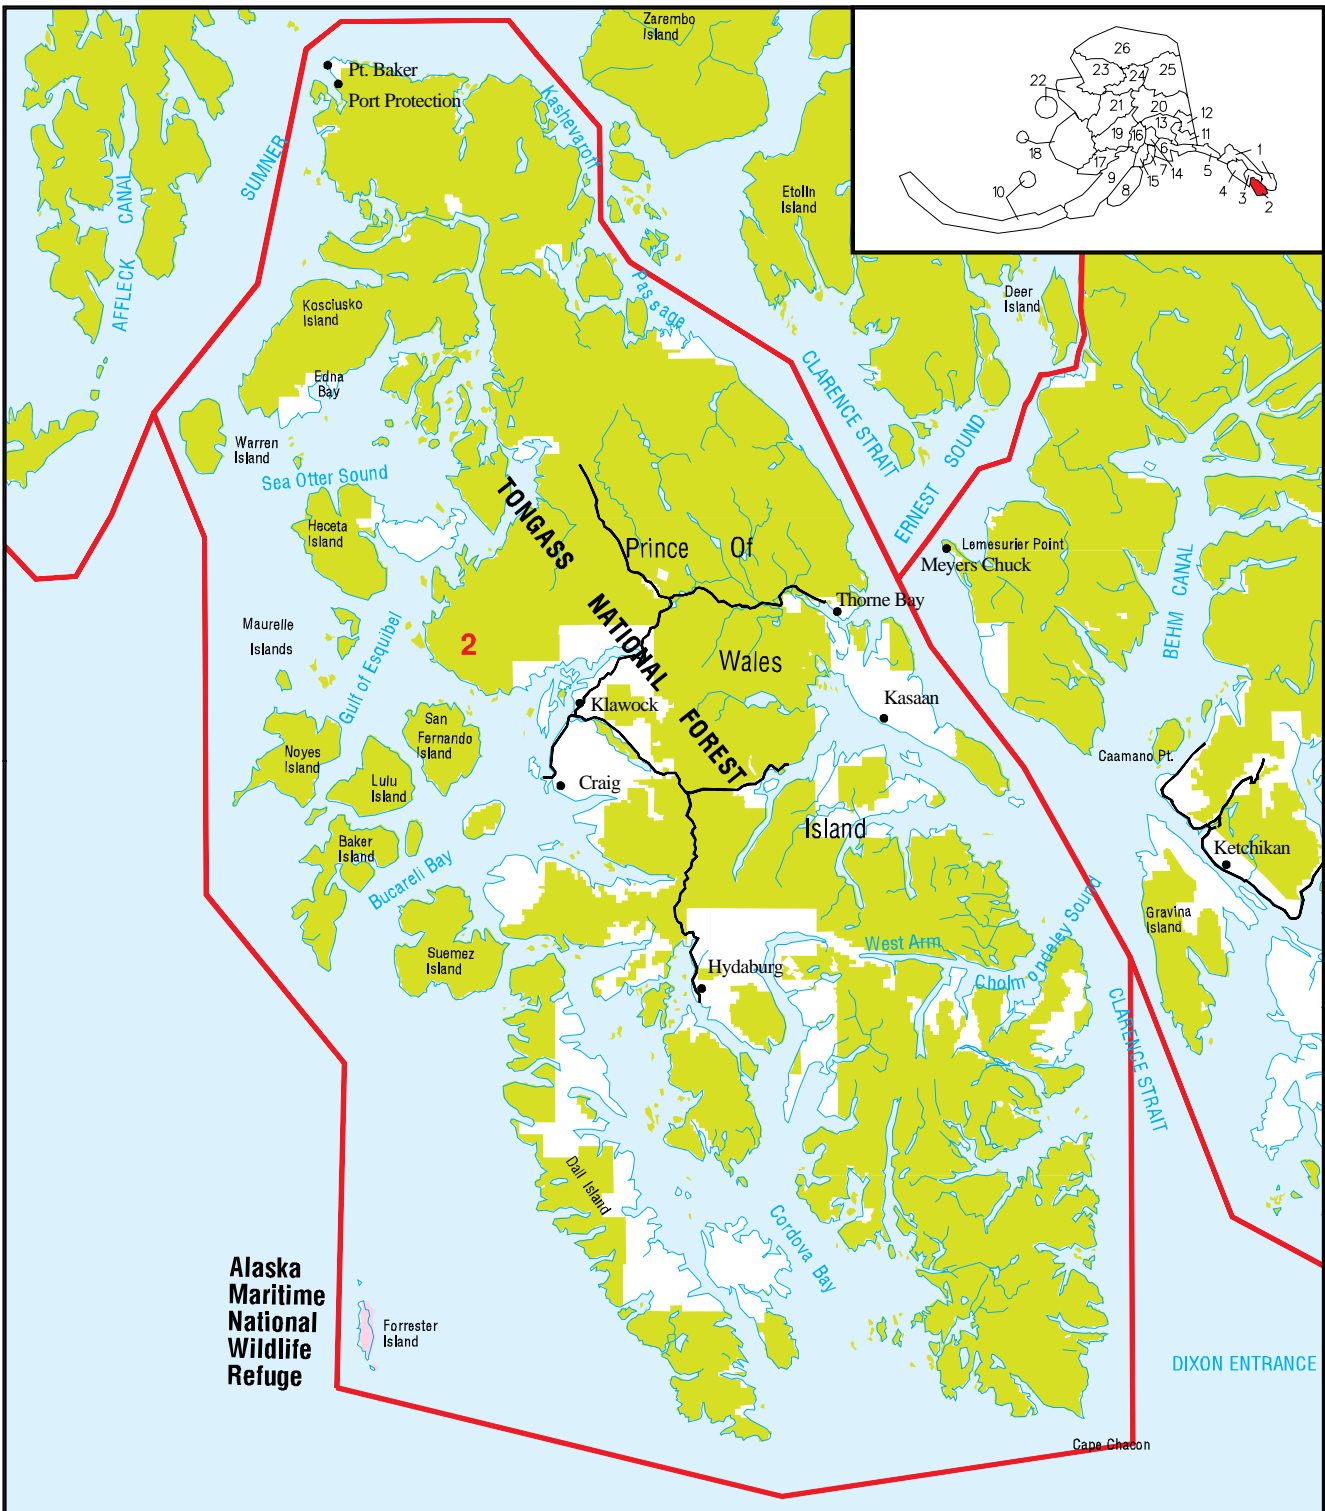 Zarembo
Island
Pt. Baker
Port Protection
Kashevaroff
Passage
SUMNER
AFFLECK CANAL
Etolin
Island
Deer
Island
Kosciusko
Island
Edna
Bay
Warren
Island
Sea Otter Sound
CLARENCE STRAIT
ERNEST SOUND
Heceta
Island
TONGASS
NATIONAL
FOREST
Prince Of
Wales
Island
Lemesurier Point
Meyers Chuck
BEHM CANAL
Thorne Bay
Maurelle
Islands
Gulf of Esquibel
2
Klawock
Kasaan
San
Fernando
Island
Noyes
Island
Lulu
Island
Craig
Caamano Pt.
Baker
Island
Bucareli Bay
Ketchikan
Gravina
Island
Suemez
Island
West Arm
Cholmondeley Sound
Hydaburg
CLARENCE STRAIT
Dall Island
Cordova Bay
Alaska
Maritime
National
Wildlife
Refuge
Forrester
Island
DIXON ENTRANCE
Cape Chacon
26
23
24
25
22
21
20
12
13
11
19
16
18
17
6
1
9
7
14
5
15
10
8
4
3
2